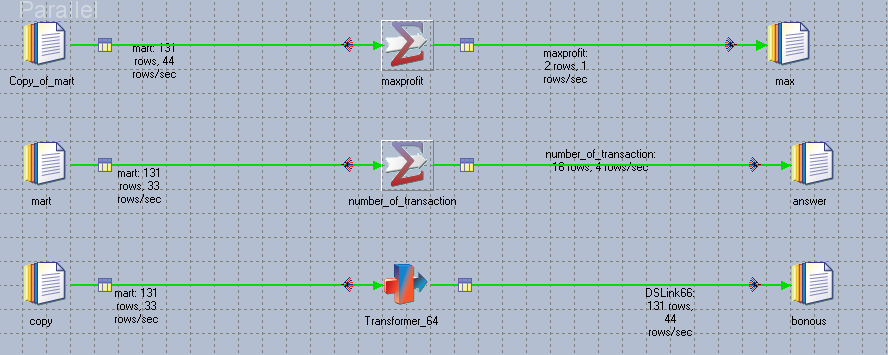 Parallel
mart: 131
rows, 44
rows/sec
maxprofit:
2 rows, 1
rows/sec
Copy_of_mart
maxprofit
max
mart: 131
rows, 33
rows/sec
number_of_transaction:
18 rows, 4 rows/sec
mart
number_of_transaction
answer
mart: 131
rows, 33
rows/sec
DSLink66:
131 rows,
44
rows/sec
copy
Transformer_64
bonous